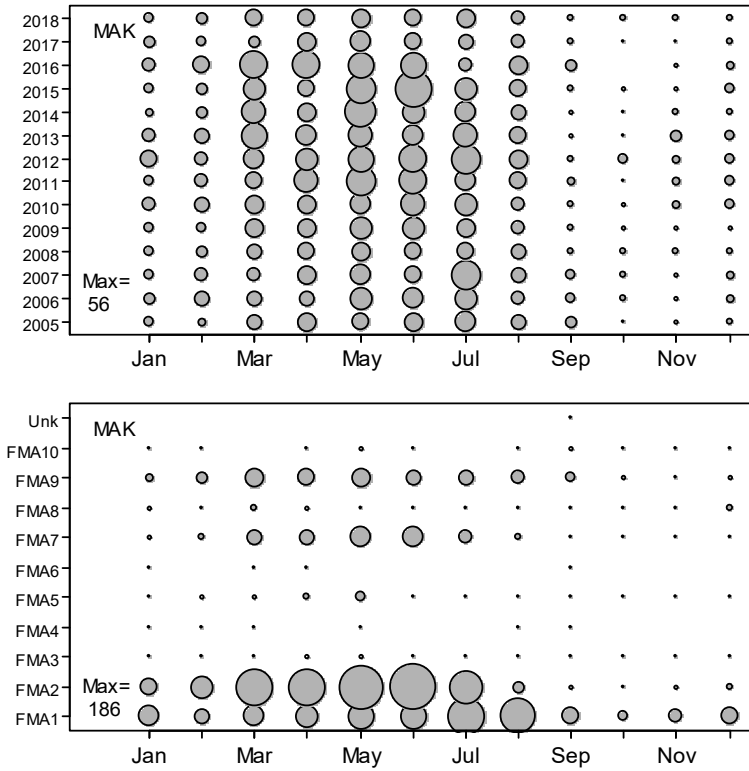 2018
MAK
2017
2016
2015
2014
2013
2012
2011
2010
2009
2008
2007
Max=
56
2006
2005
Jan Mar May Jul Sep Nov
Unk
MAK
FMA10
FMA9
FMA8
FMA7
FMA6
FMA5
FMA4
FMA3
FMA2
Max=
186
FMA1
Jan Mar May Jul Sep Nov